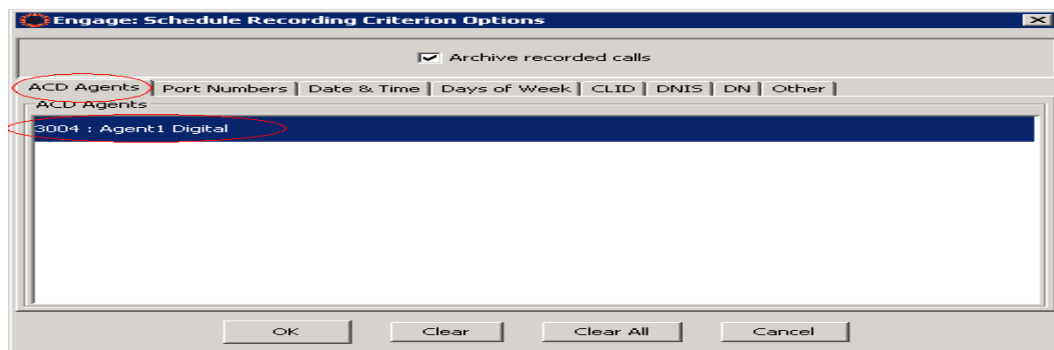 Engage: Schedule Recording Criterion Options
Archive recorded calls
ACD Agents Port Numbers Date & Time Days of Week CLID DNIS DN Other
ACD Agents
3004 : Agent1 Digital
OK Clear Clear All Cancel